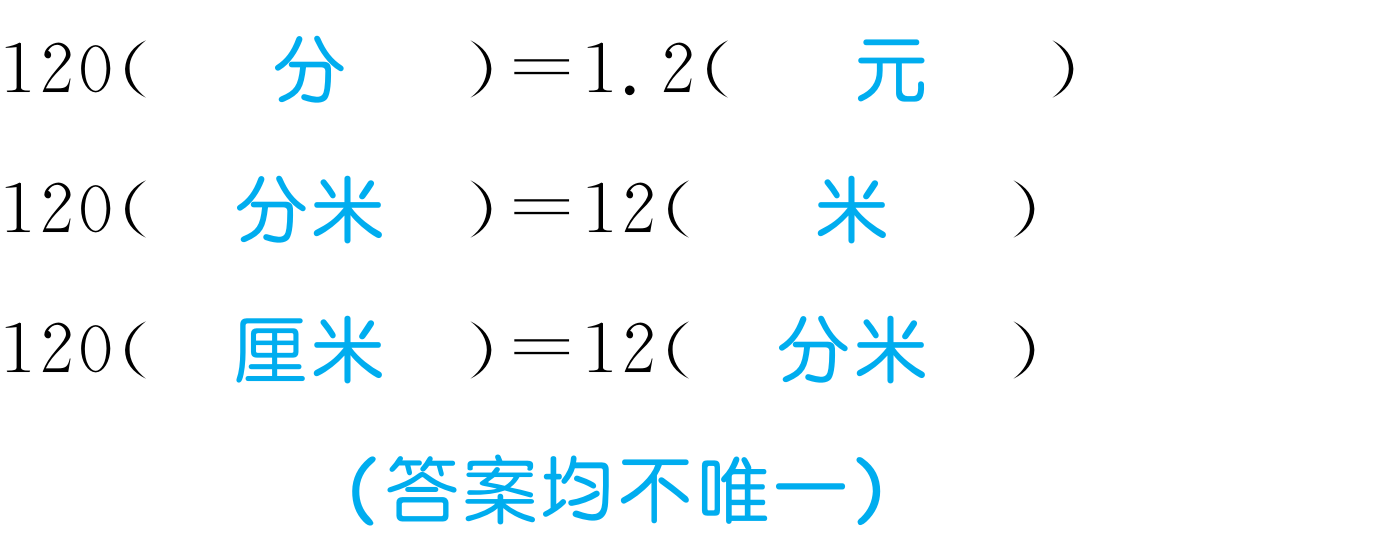 120( 分 )=1.2( 元 )
120( 分米 )=12( 米 )
120( 厘米 )=12( 分米 )
(答案均不唯一)